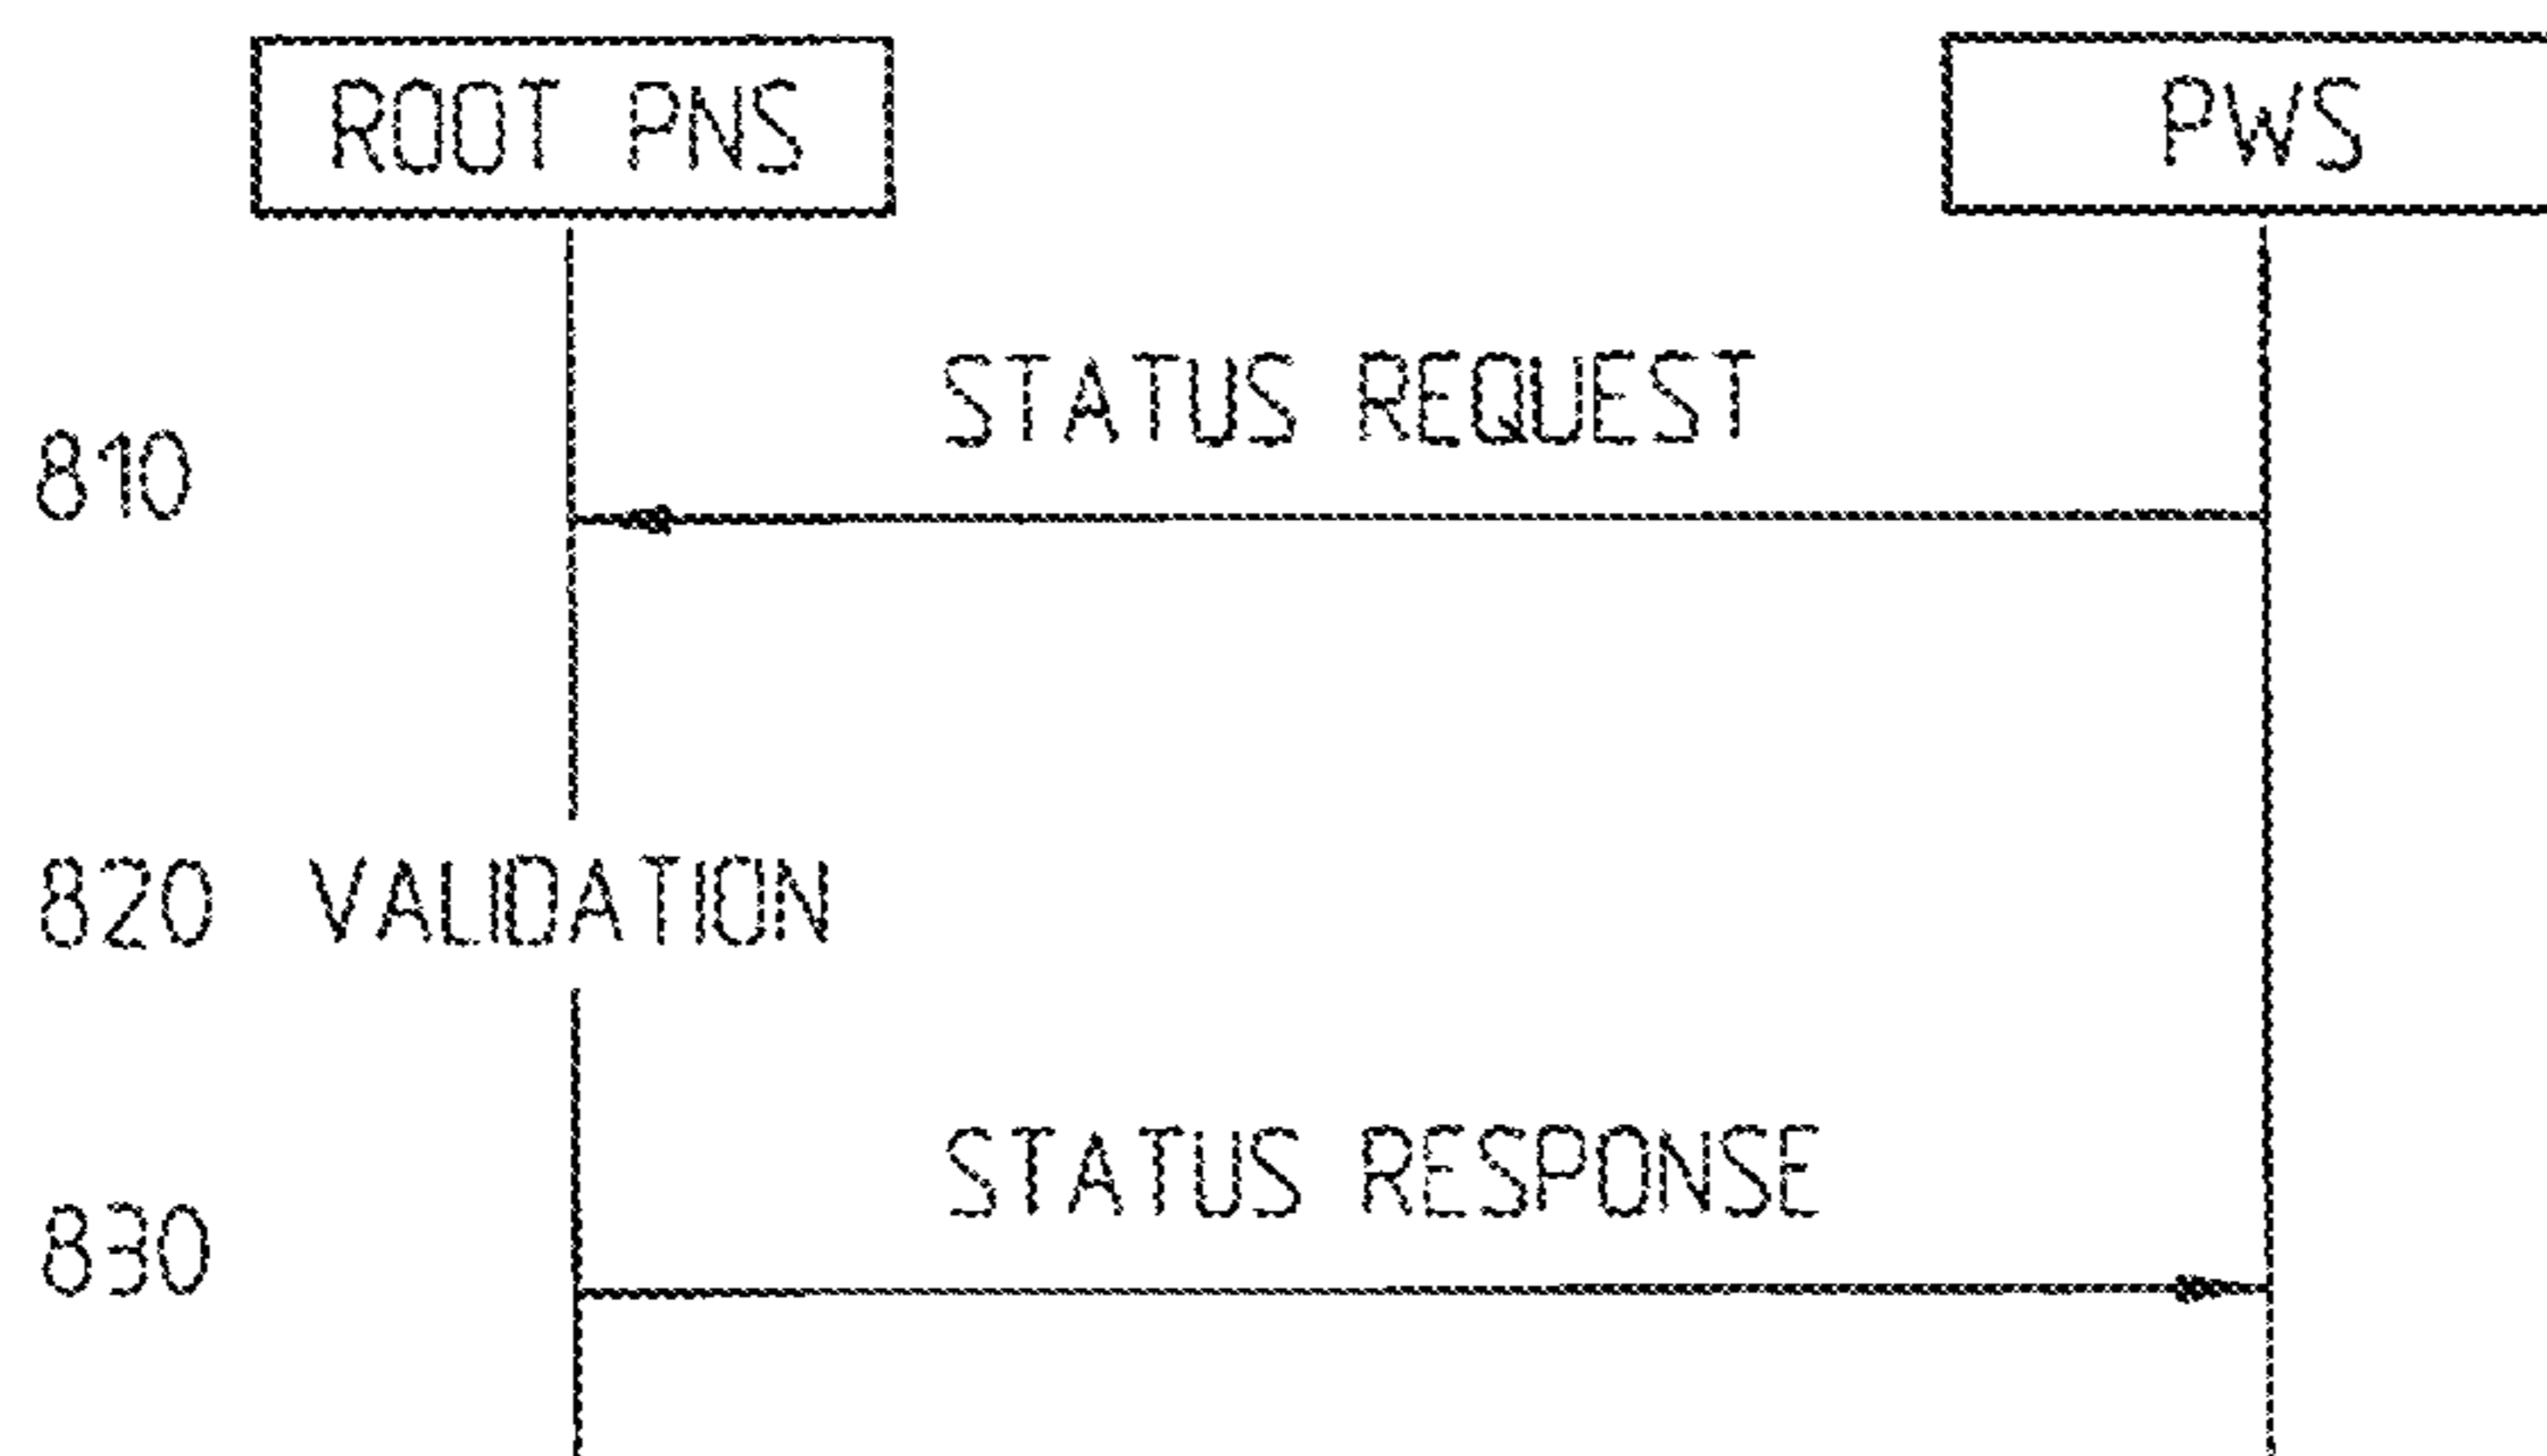 ROOT PNS
PWS
STATUS REQUEST
810
820 VALIDATION
STATUS RESPONSE
830